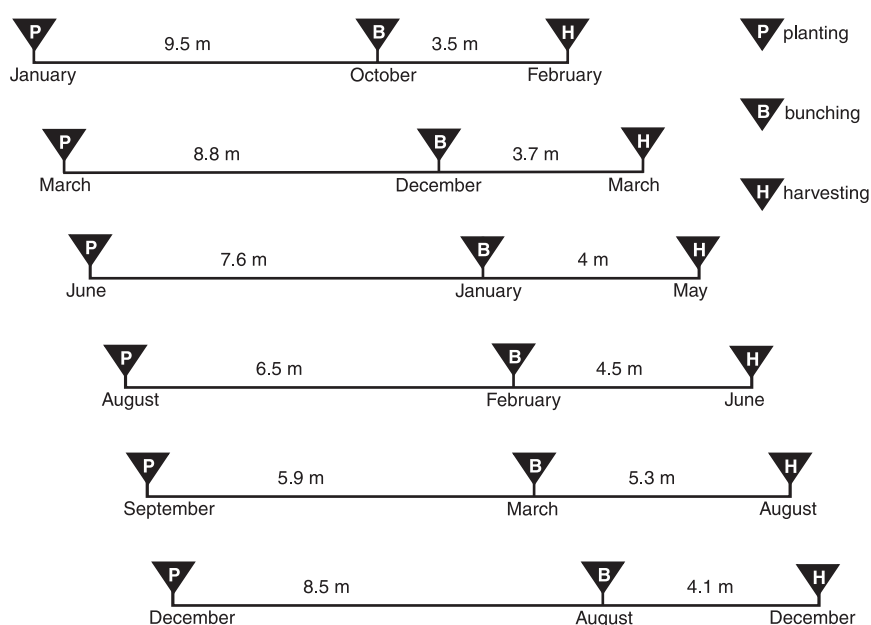 P B H P planting
9.5 m 3.5 m
January October February
B bunching
P B H
8.8 m 3.7 m
March December March
H harvesting
P B H
7.6 m 4 m
June January May
P B H
6.5 m 4.5 m
August February June
P B H
5.9 m 5.3 m
September March August
P B H
8.5 m 4.1 m
December August December